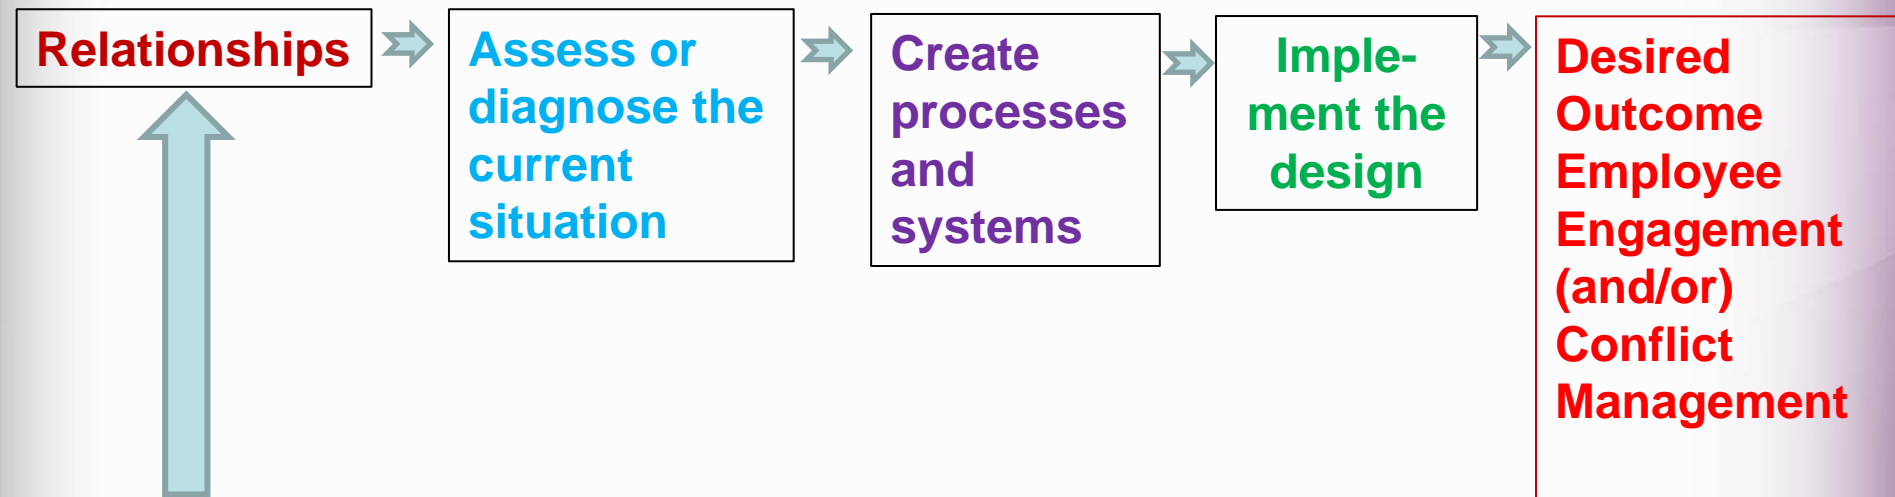 Relationships
Assess or
diagnose the
current
situation
Create
processes
and
systems
Imple-
ment the
design
Desired
Outcome
Employee
Engagement
(and/or)
Conflict
Management